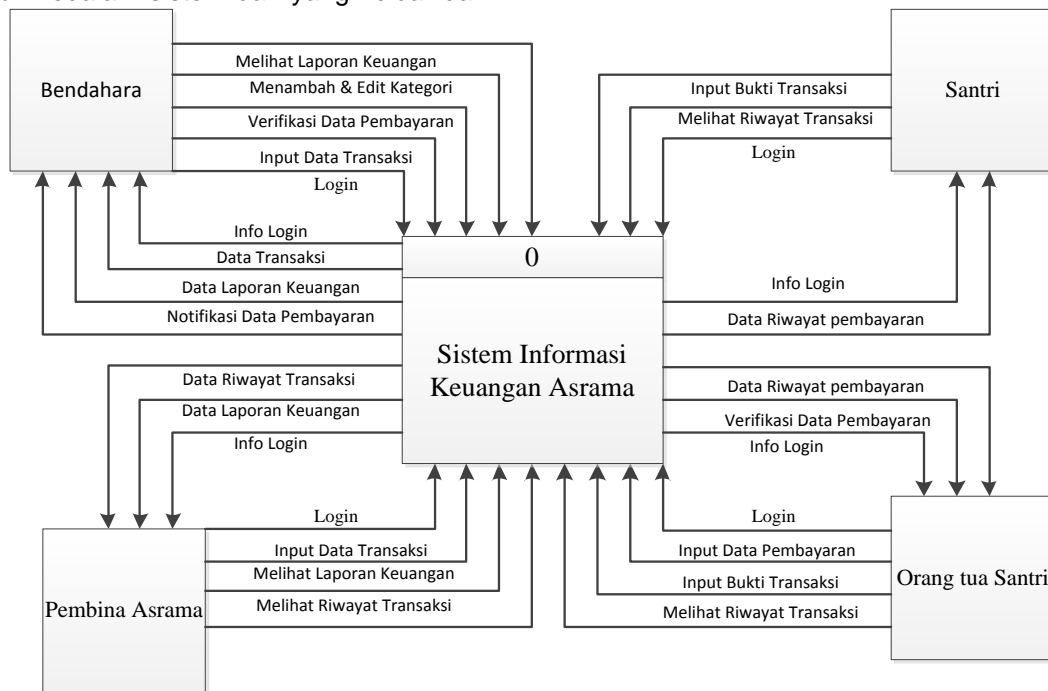 Bendahara
Melihat Laporan Keuangan
Menambah & Edit Kategori
Verifikasi Data Pembayaran
Input Data Transaksi
Login
Info Login
Data Transaksi
Data Laporan Keuangan
Notifikasi Data Pembayaran
Santri
Input Bukti Transaksi
Melihat Riwayat Transaksi
Login
Info Login
Data Riwayat pembayaran
0
Sistem Informasi
Keuangan Asrama
Data Riwayat Transaksi
Data Laporan Keuangan
Info Login
Data Riwayat pembayaran
Verifikasi Data Pembayaran
Info Login
Pembina Asrama
Login
Input Data Transaksi
Melihat Laporan Keuangan
Melihat Riwayat Transaksi
Login
Input Data Pembayaran
Input Bukti Transaksi
Melihat Riwayat Transaksi
Orang tua Santri